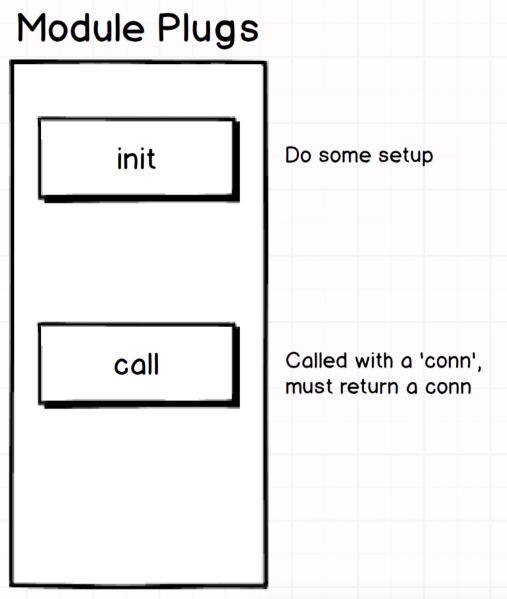 Module Plugs
init
Do some setup
call
Called with a 'conn',
must return a conn